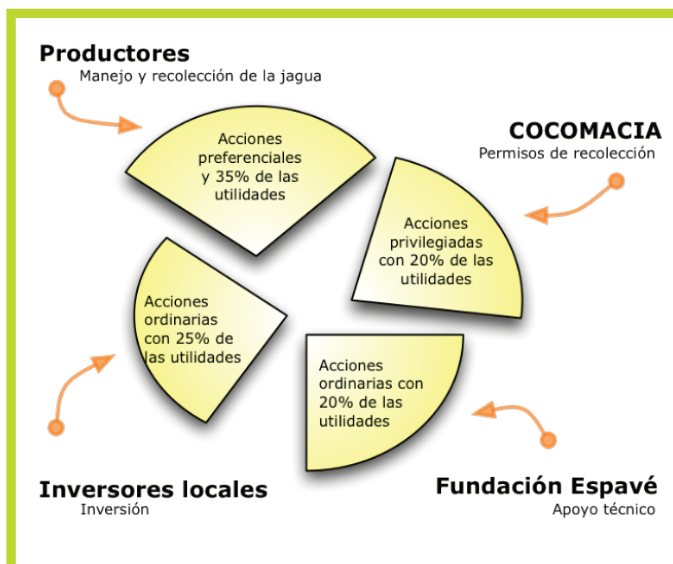 Productores
Manejo y recolección de la jagua
Acciones
preferenciales
y 35% de las
utilidades
COCOMACIA
Permisos de recolección
Acciones
privilegiadas
con 20% de las
utilidades
Acciones
ordinarias
con 25% de
las utilidades
Acciones
ordinarias con
20% de las
utilidades
Inversores locales
Inversión
Fundación Espavé
Apoyo técnico